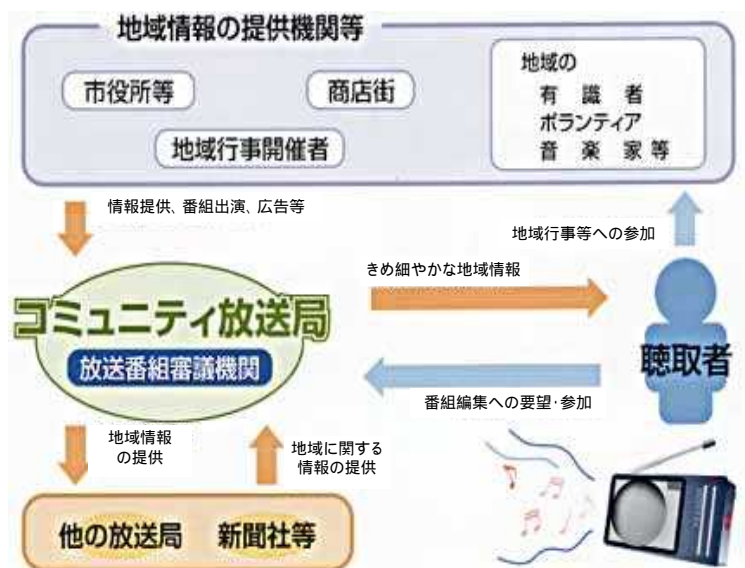 地域情報の提供機関等
市役所等
商店街
地域行事開催者
地域の
有識者
ボランティア
音楽家等
情報提供、番組出演、広告等
地域行事等への参加
きめ細やかな地域情報
コミュニティ放送局
放送番組審議機関
聴取者
番組編集への要望・参加
地域情報
の提供
地域に関する
情報の提供
他の放送局
新聞社等